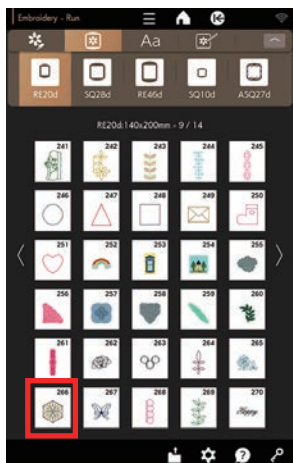 Embroidery - Run
Aa
RE20d SQ28d RE46d SQ10d ASQ27d
RE20d:140x200mm - 9 / 14
241 242 243 244 245
246 247 248 249 250
251 252 253 254 255
256 257 258 259 260
261 262 263 264 265
266 267 268 269 270
Happy